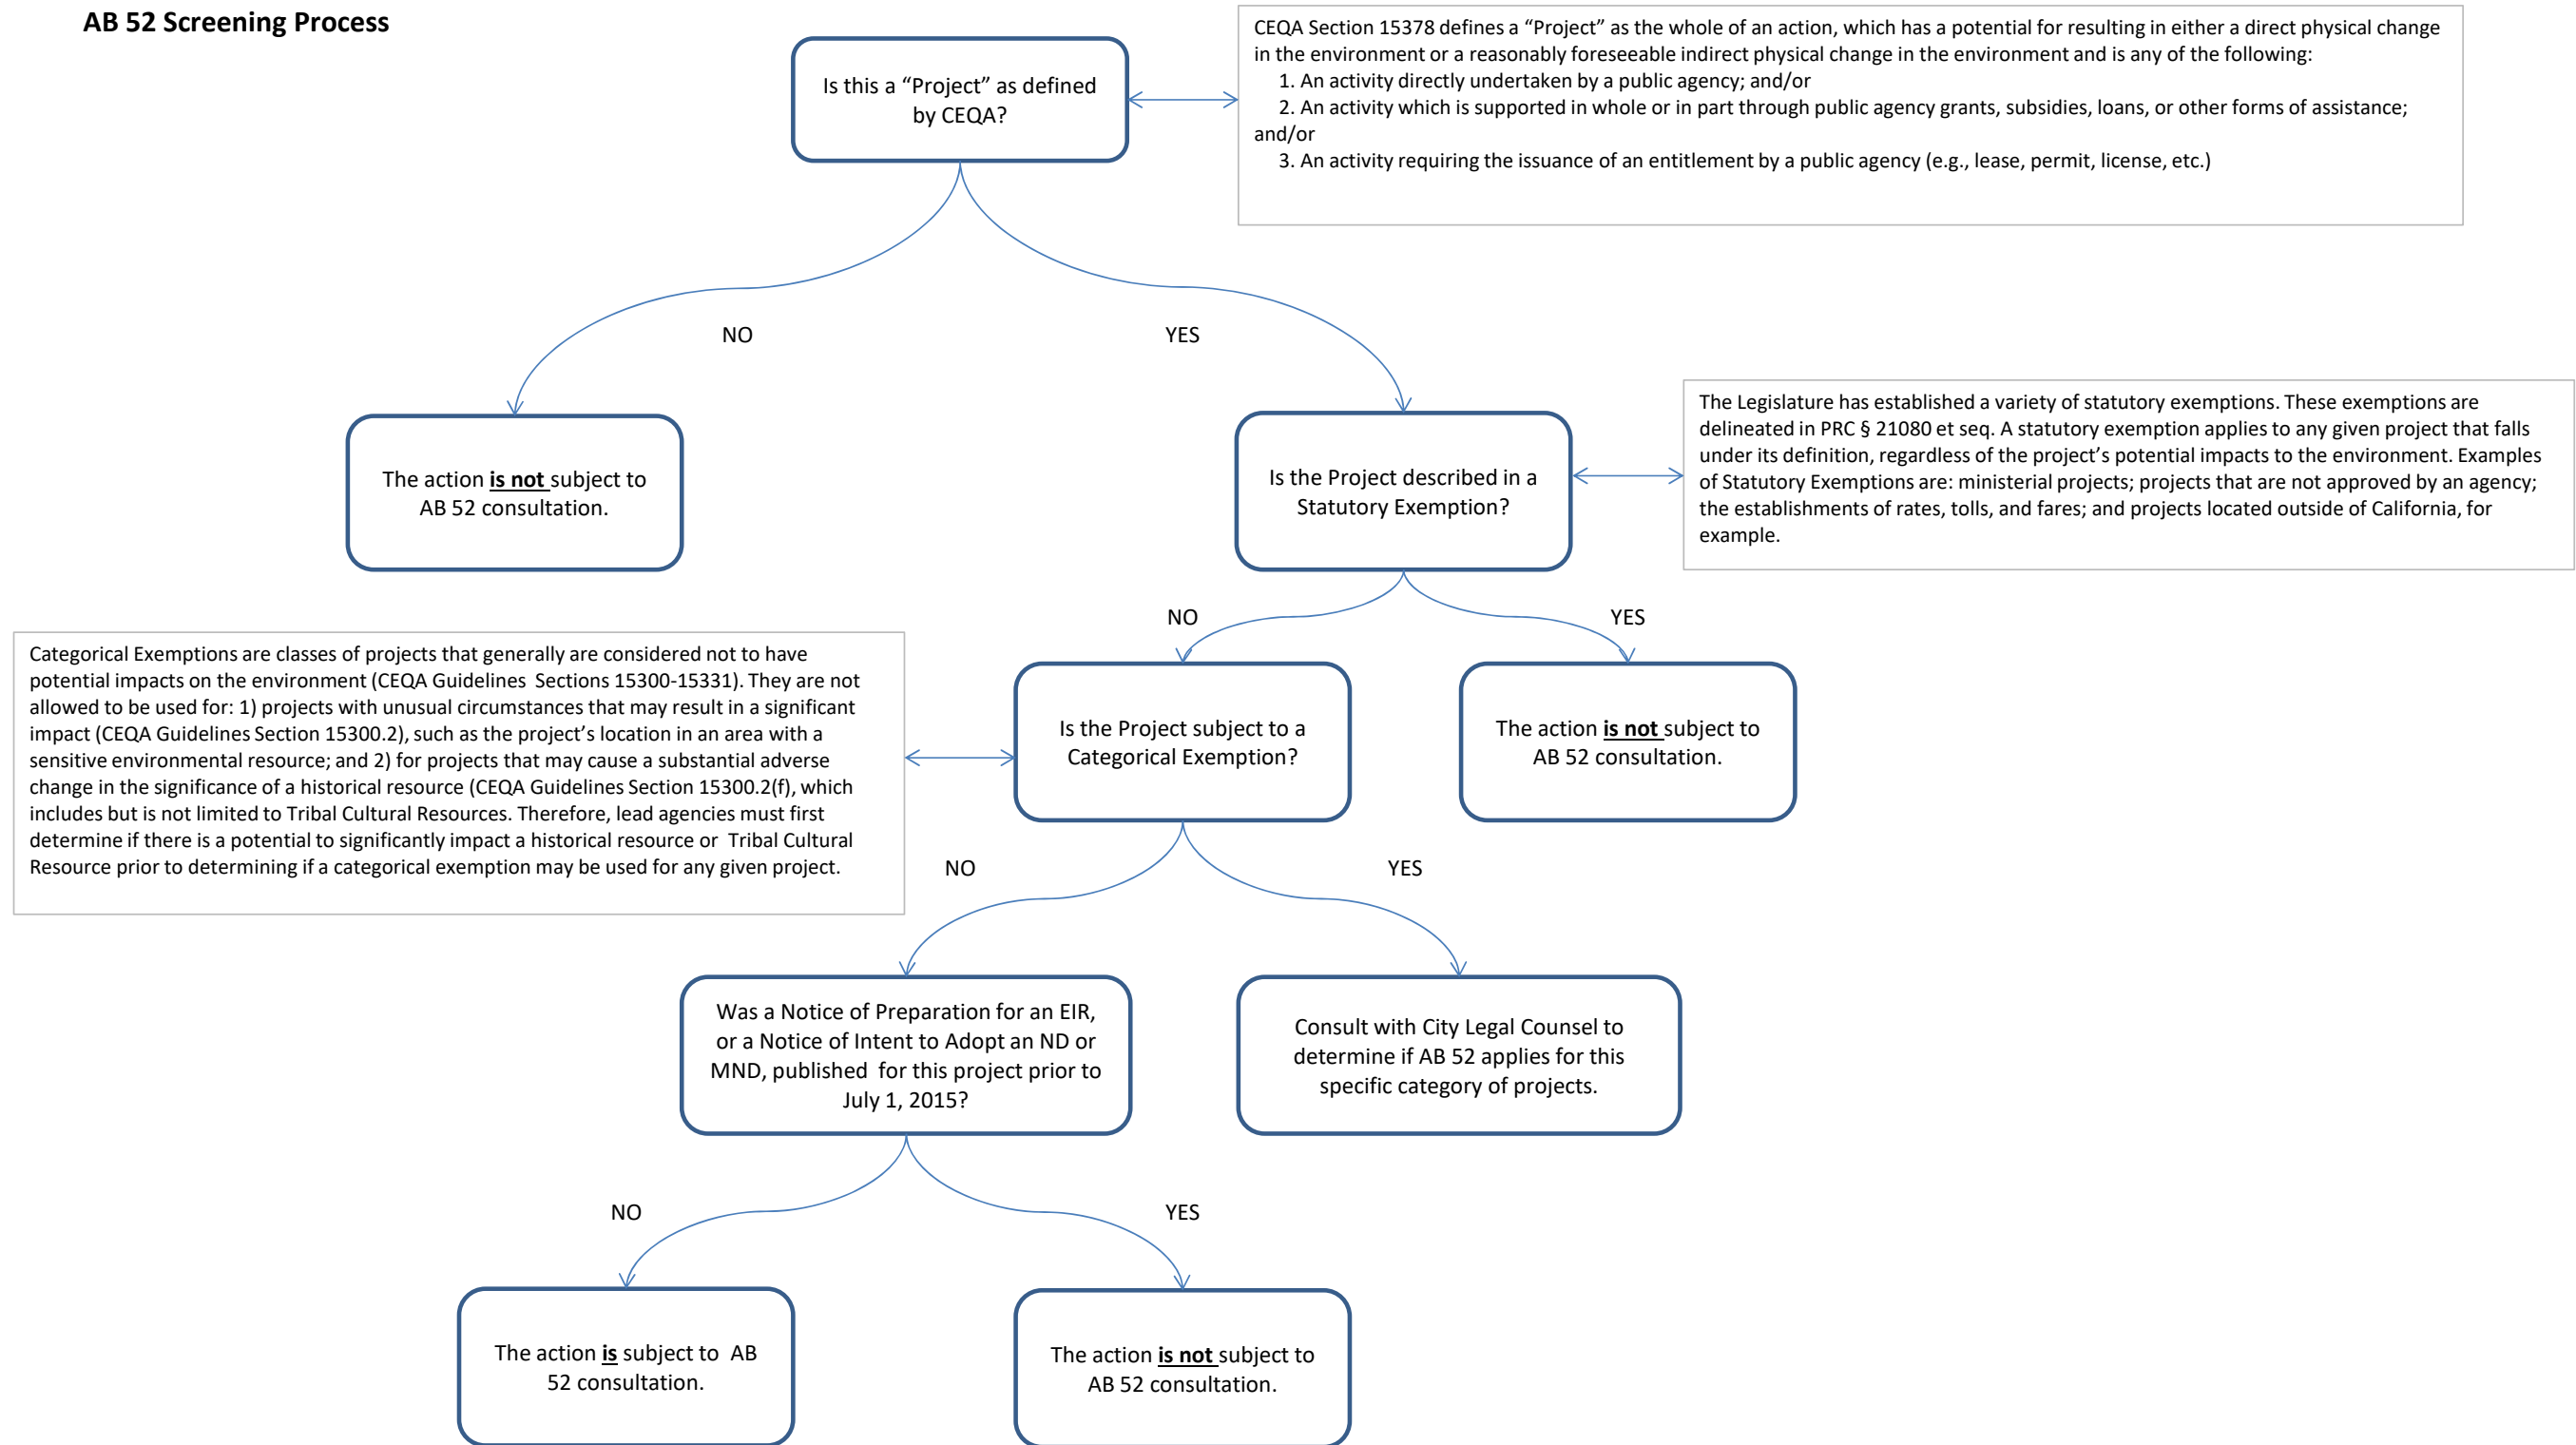 AB 52 Screening Process
Is this a “Project” as defined
by CEQA?
CEQA Section 15378 defines a “Project” as the whole of an action, which has a potential for resulting in either a direct physical change
in the environment or a reasonably foreseeable indirect physical change in the environment and is any of the following:
1. An activity directly undertaken by a public agency; and/or
2. An activity which is supported in whole or in part through public agency grants, subsidies, loans, or other forms of assistance;
and/or
3. An activity requiring the issuance of an entitlement by a public agency (e.g., lease, permit, license, etc.)
NO
YES
The action is not subject to
AB 52 consultation.
Is the Project described in a
Statutory Exemption?
The Legislature has established a variety of statutory exemptions. These exemptions are
delineated in PRC § 21080 et seq. A statutory exemption applies to any given project that falls
under its definition, regardless of the project’s potential impacts to the environment. Examples
of Statutory Exemptions are: ministerial projects; projects that are not approved by an agency;
the establishments of rates, tolls, and fares; and projects located outside of California, for
example.
NO
YES
Categorical Exemptions are classes of projects that generally are considered not to have
potential impacts on the environment (CEQA Guidelines Sections 15300-15331). They are not
allowed to be used for: 1) projects with unusual circumstances that may result in a significant
impact (CEQA Guidelines Section 15300.2), such as the project’s location in an area with a
sensitive environmental resource; and 2) for projects that may cause a substantial adverse
change in the significance of a historical resource (CEQA Guidelines Section 15300.2(f), which
includes but is not limited to Tribal Cultural Resources. Therefore, lead agencies must first
determine if there is a potential to significantly impact a historical resource or Tribal Cultural
Resource prior to determining if a categorical exemption may be used for any given project.
Is the Project subject to a
Categorical Exemption?
The action is not subject to
AB 52 consultation.
NO
YES
Was a Notice of Preparation for an EIR,
or a Notice of Intent to Adopt an ND or
MND, published for this project prior to
July 1, 2015?
Consult with City Legal Counsel to
determine if AB 52 applies for this
specific category of projects.
NO
YES
The action is subject to AB
52 consultation.
The action is not subject to
AB 52 consultation.